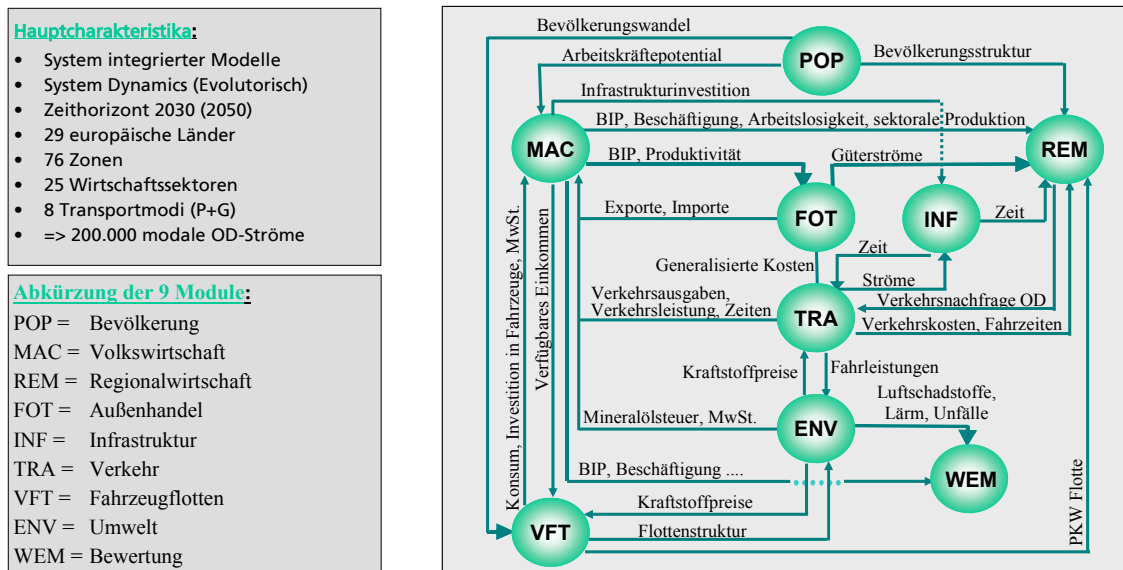 Hauptcharakteristika:
• System integrierter Modelle
• System Dynamics (Evolutorisch)
• Zeithorizont 2030 (2050)
• 29 europäische Länder
• 76 Zonen
• 25 Wirtschaftssektoren
• 8 Transportmodi (P+G)
• => 200.000 modale OD-Ströme
Abkürzung der 9 Module:
POP = Bevölkerung
MAC = Volkswirtschaft
REM = Regionalwirtschaft
FOT = Außenhandel
INF = Infrastruktur
TRA = Verkehr
VFT = Fahrzeugflotten
ENV = Umwelt
WEM = Bewertung
Bevölkerungswandel
Arbeitskräftepotential
POP
Bevölkerungsstruktur
Infrastrukturinvestition
BIP, Beschäftigung, Arbeitslosigkeit, sektorale Produktion
MAC
REM
BIP, Produktivität
Güterströme
Exporte, Importe
FOT
INF
Zeit
Zeit
Generalisierte Kosten
Ströme
Verkehrsausgaben,
Verkehrsleistung, Zeiten
TRA
Verkehrsnachfrage OD
Verkehrskosten, Fahrzeiten
Kraftstoffpreise
Fahrleistungen
Luftschadstoffe,
Lärm, Unfälle
Mineralölsteuer, MwSt.
ENV
BIP, Beschäftigung ....
WEM
Kraftstoffpreise
VFT
Flottenstruktur
Konsum, Investition in Fahrzeuge, MwSt.
Verfügbares Einkommen
PKW Flotte